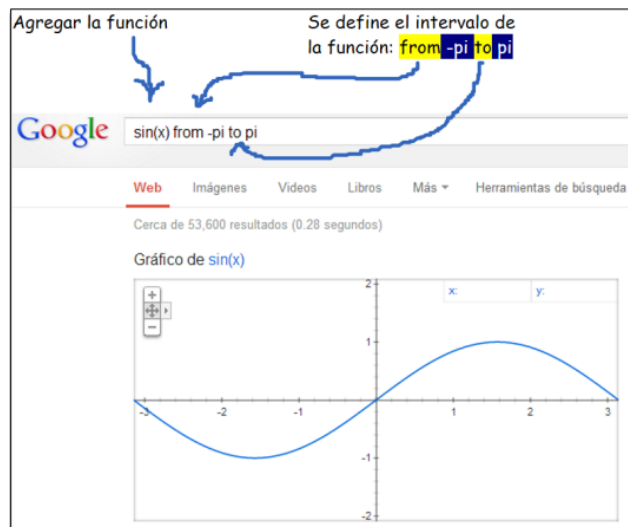 Agregar la función
Se define el intervalo de
la función: from -pi to pi
Google
sin(x) from -pi to pi
Web Imágenes Videos Libros Más Herramientas de búsqueda
Cerca de 53,600 resultados (0.28 segundos)
Gráfico de sin(x)
x: y:
2
1
-3 -2 -1 0 1 2 3
-1
-2